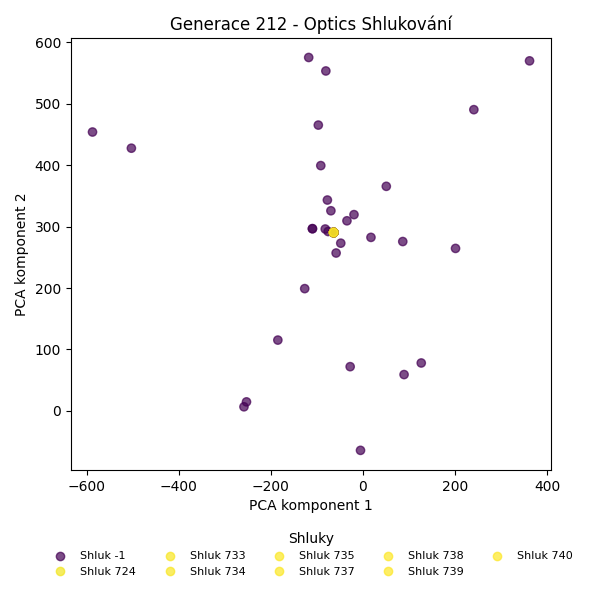 Generace 212 - Optics Shlukování
600
500
400
300
200
100
0
PCA komponent 2
−600 −400 −200 0 200 400
PCA komponent 1
Shluky
Shluk -1 Shluk 733 Shluk 735 Shluk 738 Shluk 740
Shluk 724 Shluk 734 Shluk 737 Shluk 739